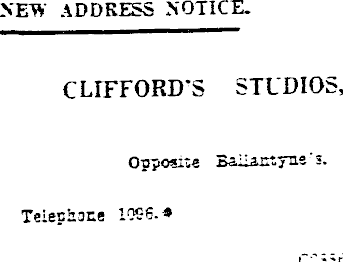 NEW ADDRESS NOTICE.
CLIFFORD'S STUDIOS,
Opposite Ballantyne's.
Telephone 1096.